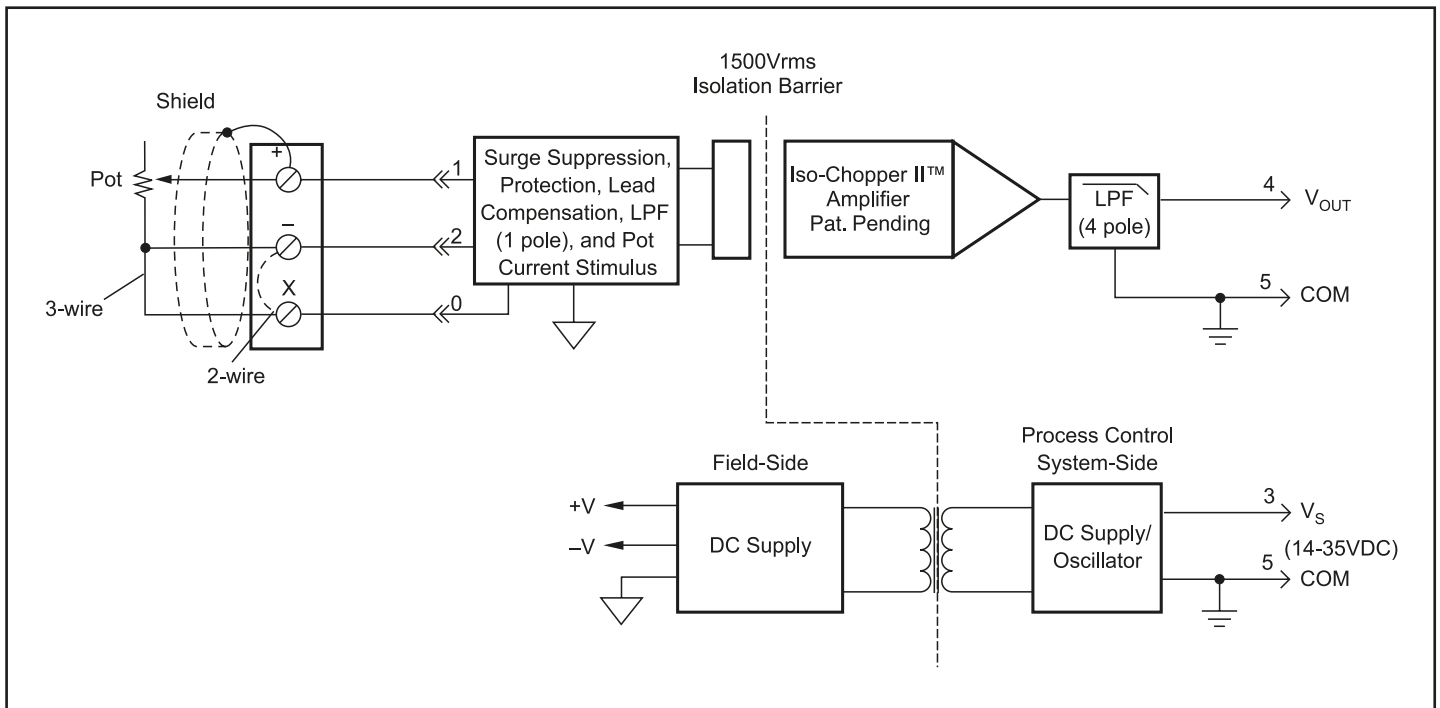 1500Vrms
Isolation Barrier
Shield
Pot
+
–
X
3-wire
2-wire
1
2
0
Surge Suppression,
Protection, Lead
Compensation, LPF
(1 pole), and Pot
Current Stimulus
Iso-Chopper II™
Amplifier
Pat. Pending
LPF
(4 pole)
4
V_OUT
5
COM
Field-Side
+V
–V
DC Supply
Process Control
System-Side
DC Supply/
Oscillator
3
V_S
(14-35VDC)
5
COM